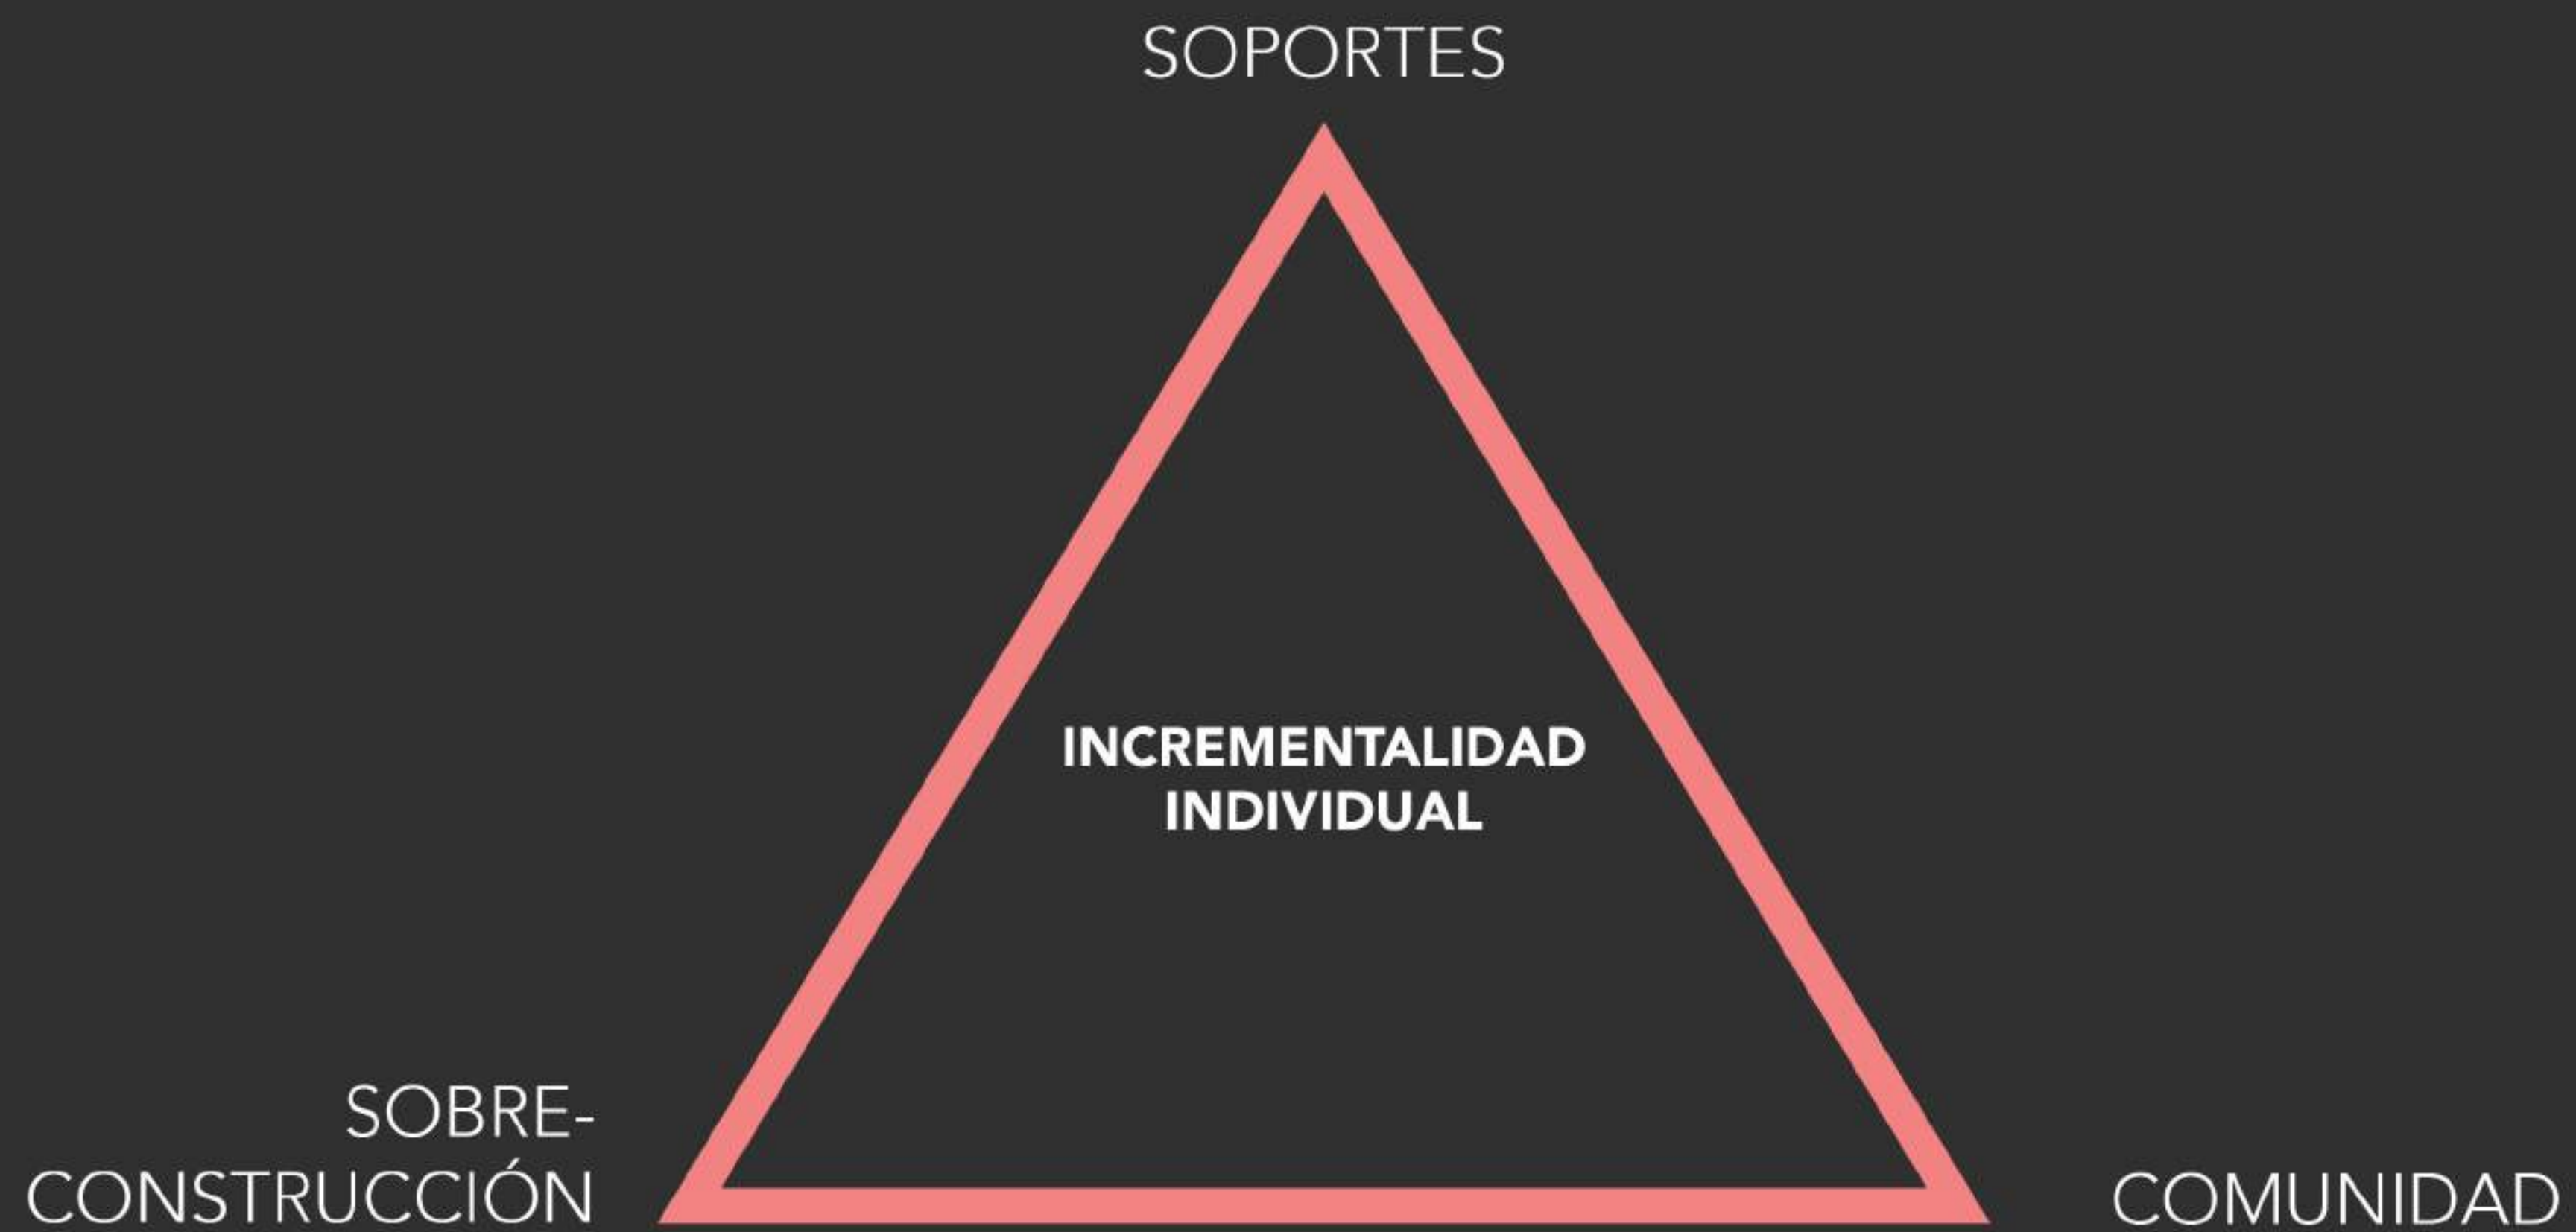 SOPORTES
INCREMENTALIDAD
INDIVIDUAL
SOBRE-
CONSTRUCCIÓN
COMUNIDAD